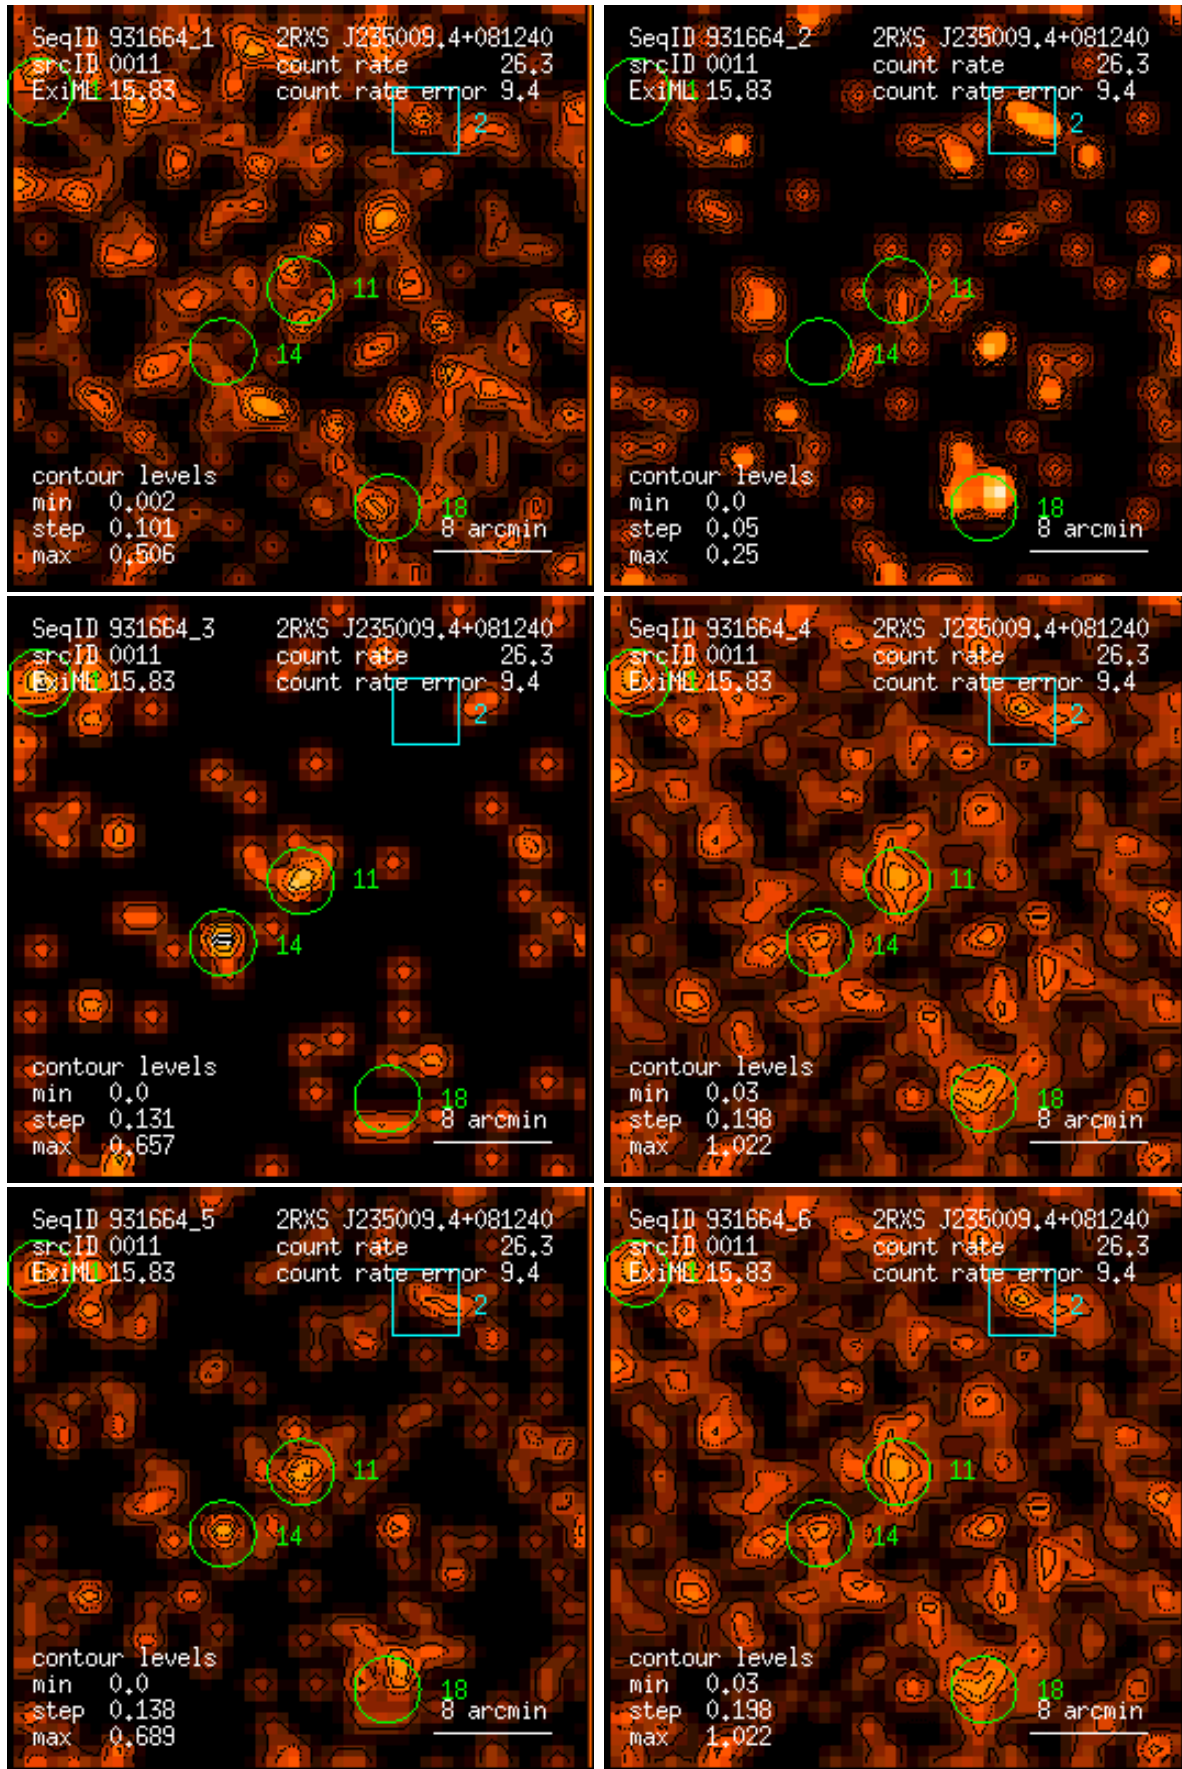 SeqID 931664_1 2RXS J235009.4+081240
srcID 0011 count rate 26.3
ExiML 15.83 count rate error 9.4
1
2
11
14
contour levels
min 0.002
18
step 0.101 8 arcmin
max 0.506
SeqID 931664_2 2RXS J235009.4+081240
srcID 0011 count rate 26.3
ExiML 15.83 count rate error 9.4
2
11
14
contour levels
min 0.0
18
step 0.05 8 arcmin
max 0.25
SeqID 931664_3 2RXS J235009.4+081240
srcID 0011 count rate 26.3
ExiML 15.83 count rate error 9.4
2
11
14
contour levels
min 0.0
18
step 0.131 8 arcmin
max 0.657
SeqID 931664_4 2RXS J235009.4+081240
srcID 0011 count rate 26.3
ExiML 15.83 count rate error 9.4
2
11
14
contour levels
min 0.03
18
step 0.198 8 arcmin
max 1.022
SeqID 931664_5 2RXS J235009.4+081240
srcID 0011 count rate 26.3
ExiML 15.83 count rate error 9.4
2
11
14
contour levels
min 0.0
18
step 0.138 8 arcmin
max 0.689
SeqID 931664_6 2RXS J235009.4+081240
srcID 0011 count rate 26.3
ExiML 15.83 count rate error 9.4
2
11
14
contour levels
min 0.03
18
step 0.198 8 arcmin
max 1.022